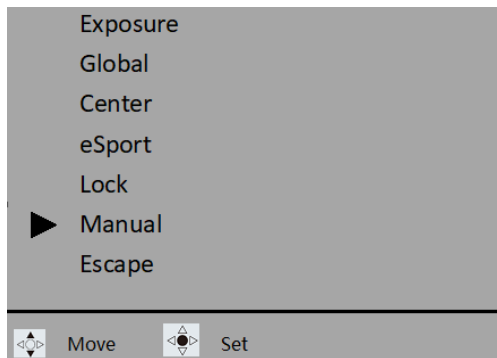 Exposure
Global
Center
eSport
Lock
Manual
Escape
Move Set